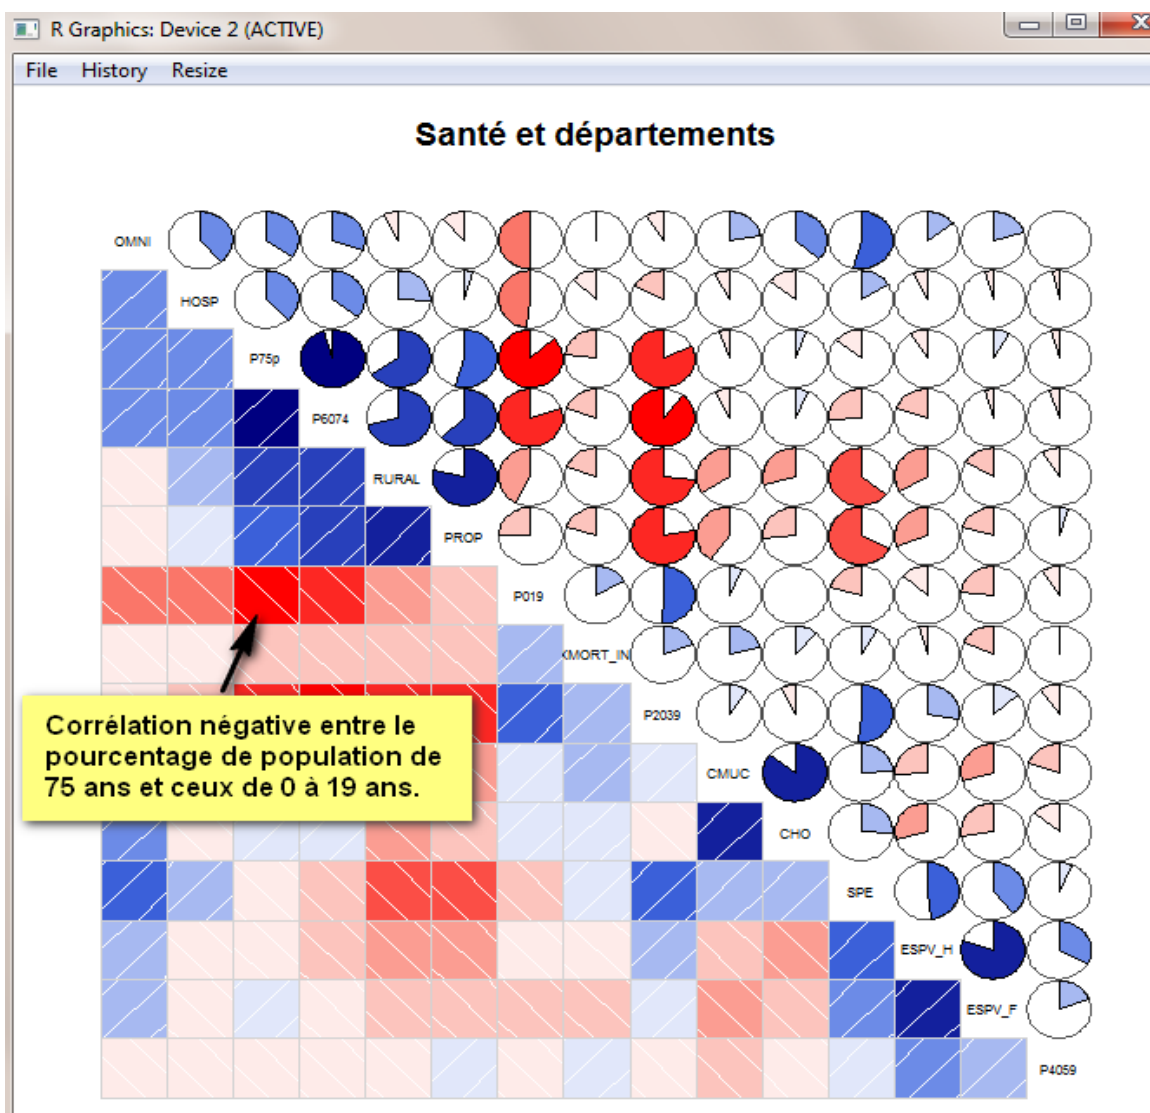 R Graphics: Device 2 (ACTIVE)
File History Resize
Santé et départements
OMNI
HOSP
P75p
P6074
RURAL
PROP
P019
XMORT_IN
P2039
Corrélation négative entre le
pourcentage de population de
75 ans et ceux de 0 à 19 ans.
CMUC
CHO
SPE
ESPV_H
ESPV_F
P4059